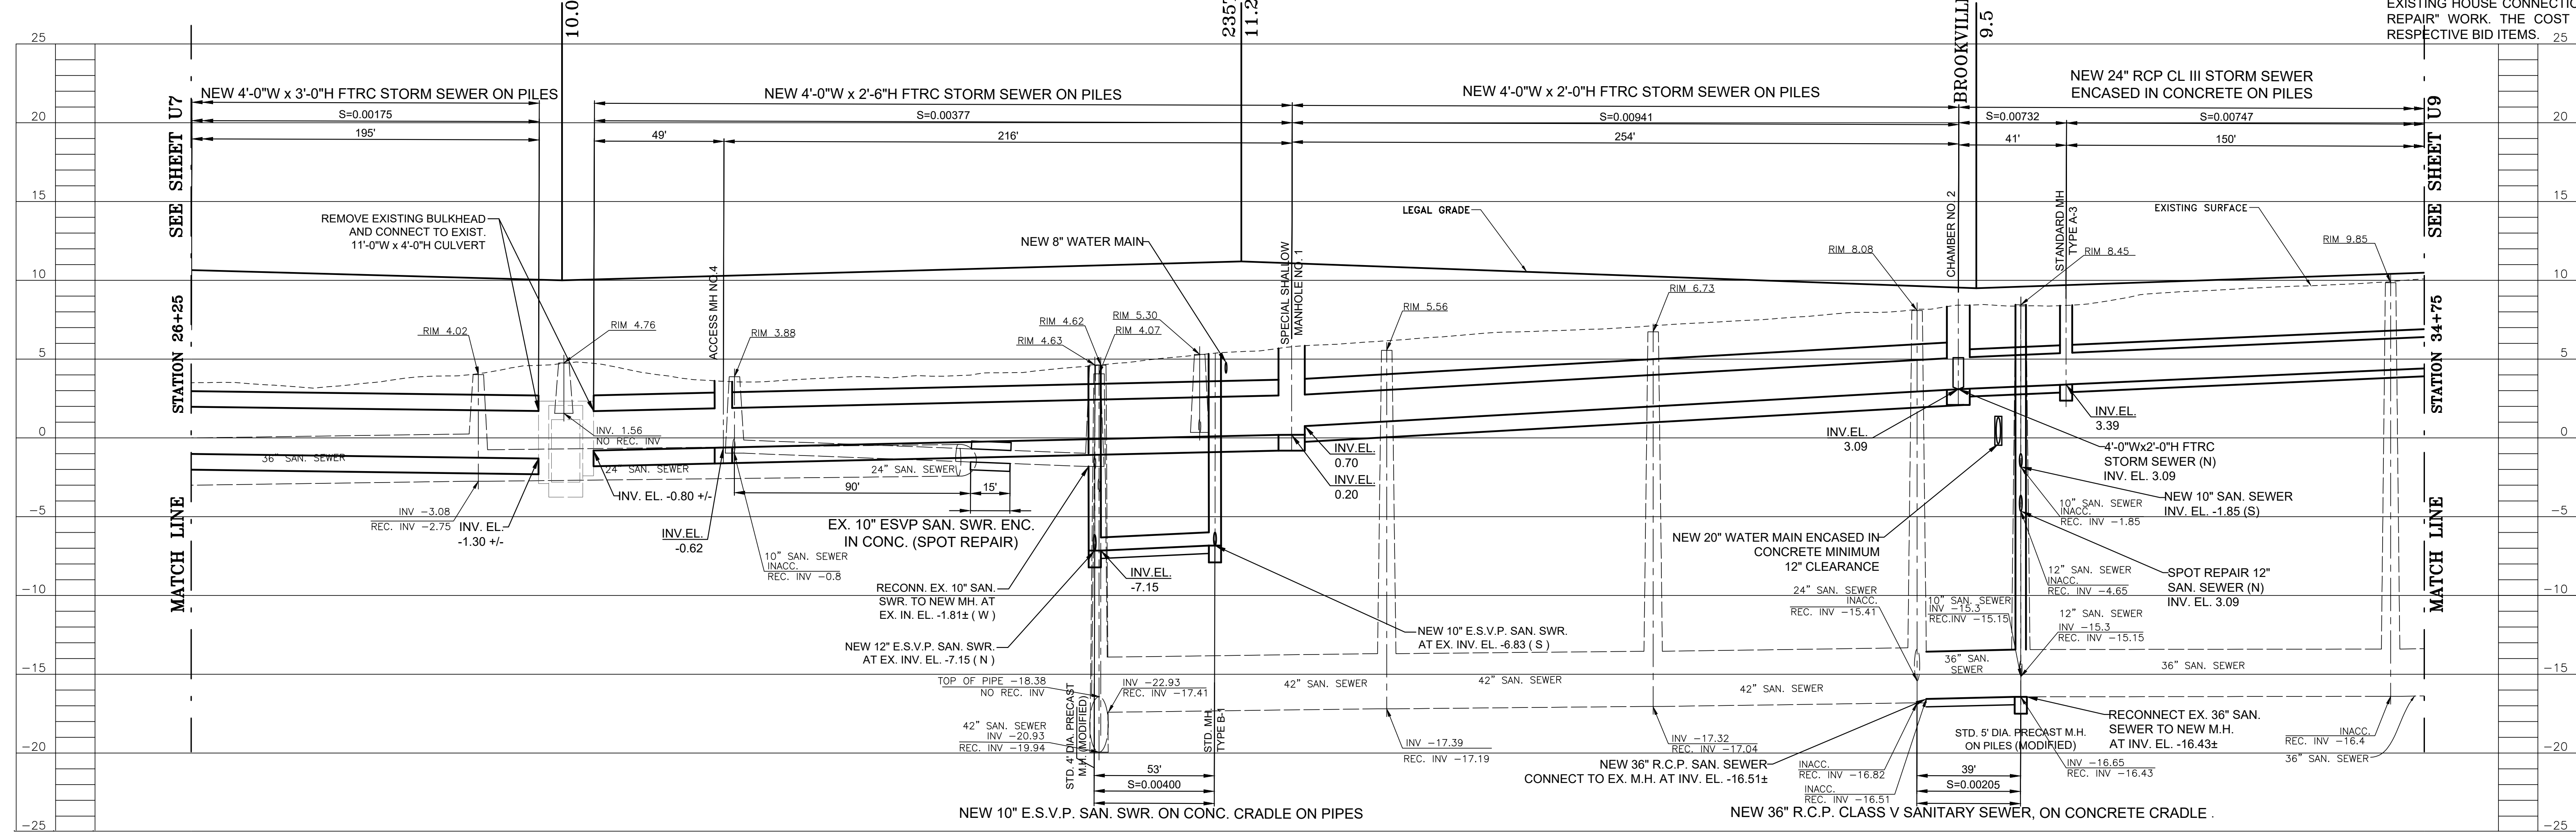 EXISTING HOUSE CONNECTIO
REPAIR" WORK. THE COST
RESPECTIVE BID ITEMS.
10.0
2357
11.2
BROOKVILLE
9.5
25
20
15
10
5
0
-5
-10
-15
-20
-25
25
20
15
10
5
0
-5
-10
-15
-20
-25
MATCH LINE STATION 26+25 SEE SHEET U7
NEW 4'-0"W x 3'-0"H FTRC STORM SEWER ON PILES
S=0.00175
195'
NEW 4'-0"W x 2'-6"H FTRC STORM SEWER ON PILES
S=0.00377
49'
216'
NEW 4'-0"W x 2'-0"H FTRC STORM SEWER ON PILES
S=0.00941
254'
NEW 24" RCP CL III STORM SEWER
ENCASED IN CONCRETE ON PILES
S=0.00732
S=0.00747
41'
150'
MATCH LINE STATION 34+75 SEE SHEET U9
REMOVE EXISTING BULKHEAD
AND CONNECT TO EXIST.
11'-0"W x 4'-0"H CULVERT
NEW 8" WATER MAIN
LEGAL GRADE
EXISTING SURFACE
ACCESS MH NO.4
SPECIAL SHALLOW
MANHOLE NO. 1
CHAMBER NO. 2
STANDARD MH
TYPE A-3
RIM 4.02
RIM 4.76
RIM 3.88
RIM 4.63
RIM 4.62
RIM 5.30
RIM 4.07
RIM 5.56
RIM 6.73
RIM 8.08
RIM 8.45
RIM 9.85
INV. 1.56
NO REC. INV
36" SAN. SEWER
24" SAN. SEWER
24" SAN. SEWER
INV -3.08
REC. INV -2.75
INV. EL.
-1.30 +/-
INV. EL. -0.80 +/-
INV.EL.
-0.62
90'
15'
EX. 10" ESVP SAN. SWR. ENC.
IN CONC. (SPOT REPAIR)
10" SAN. SEWER
INACC.
REC. INV -0.8
RECONN. EX. 10" SAN.
SWR. TO NEW MH. AT
EX. IN. EL. -1.81± ( W )
NEW 12" E.S.V.P. SAN. SWR.
AT EX. INV. EL. -7.15 ( N )
INV.EL.
-7.15
NEW 10" E.S.V.P. SAN. SWR.
AT EX. INV. EL. -6.83 ( S )
INV.EL.
0.70
INV.EL.
0.20
INV.EL.
3.09
INV.EL.
3.39
4'-0"Wx2'-0"H FTRC
STORM SEWER (N)
INV. EL. 3.09
NEW 10" SAN. SEWER
INV. EL. -1.85 (S)
10" SAN. SEWER
INACC.
REC. INV -1.85
NEW 20" WATER MAIN ENCASED IN
CONCRETE MINIMUM
12" CLEARANCE
12" SAN. SEWER
INACC.
REC. INV -4.65
SPOT REPAIR 12"
SAN. SEWER (N)
INV. EL. 3.09
24" SAN. SEWER
INACC.
REC. INV -15.41
10" SAN. SEWER
INV -15.3
REC.INV -15.15
12" SAN. SEWER
INV -15.3
REC. INV -15.15
TOP OF PIPE -18.38
NO REC. INV
INV -22.93
REC. INV -17.41
42" SAN. SEWER
INV -20.93
REC. INV -19.94
STD. 4' DIA. PRECAST
M.H. (MODIFIED)
STD. MH.
TYPE B-1
42" SAN. SEWER
42" SAN. SEWER
42" SAN. SEWER
36" SAN.
SEWER
36" SAN. SEWER
INV -17.39
REC. INV -17.19
INV -17.32
REC. INV -17.04
NEW 36" R.C.P. SAN. SEWER
CONNECT TO EX. M.H. AT INV. EL. -16.51±
INACC.
REC. INV -16.82
INACC.
REC. INV -16.51
STD. 5' DIA. PRECAST M.H.
ON PILES (MODIFIED)
RECONNECT EX. 36" SAN.
SEWER TO NEW M.H.
AT INV. EL. -16.43±
INV -16.65
REC. INV -16.43
INACC.
REC. INV -16.4
36" SAN. SEWER
53'
S=0.00400
NEW 10" E.S.V.P. SAN. SWR. ON CONC. CRADLE ON PIPES
39'
S=0.00205
NEW 36" R.C.P. CLASS V SANITARY SEWER, ON CONCRETE CRADLE .